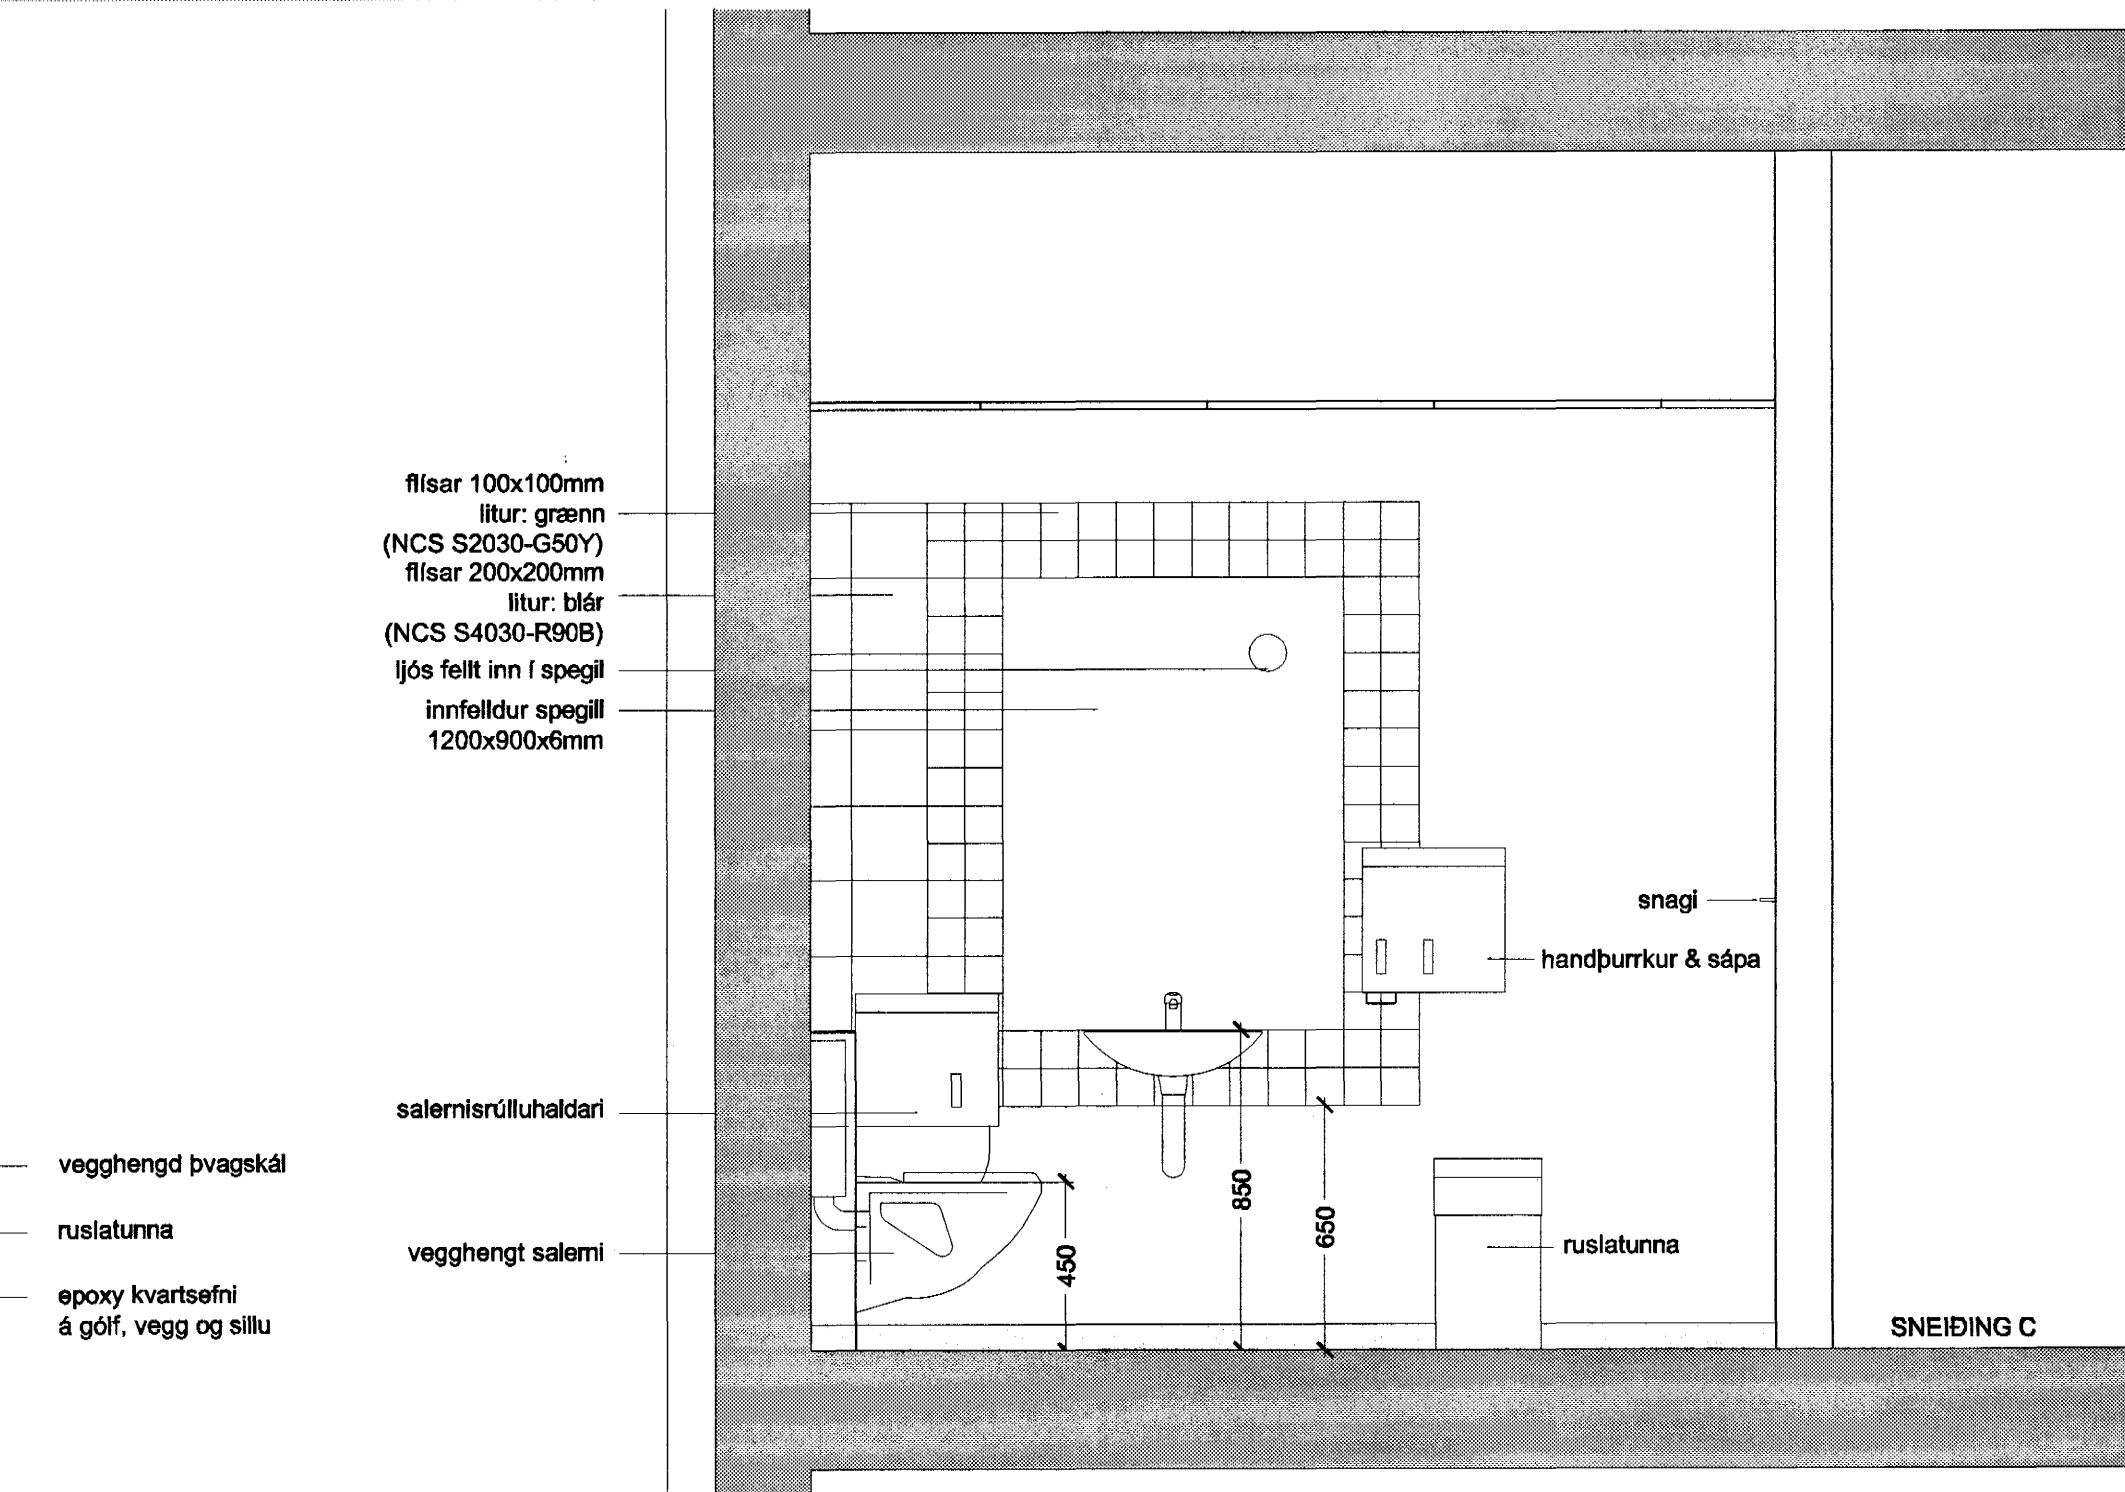 flísar 100x100mm
litur: grænn
(NCS S2030-G50Y)
flísar 200x200mm
litur: blár
(NCS S4030-R90B)
ljós fellt inn í spegil
innfelldur spegill
1200x900x6mm
snagi
handþurrkur & sápa
salernisrúlluhaldari
vegghengd þvagskál
ruslatunna
vegghengt salerni
epoxy kvartsefni
á gólf, vegg og sillu
450
850
650
ruslatunna
SNEIÐING C